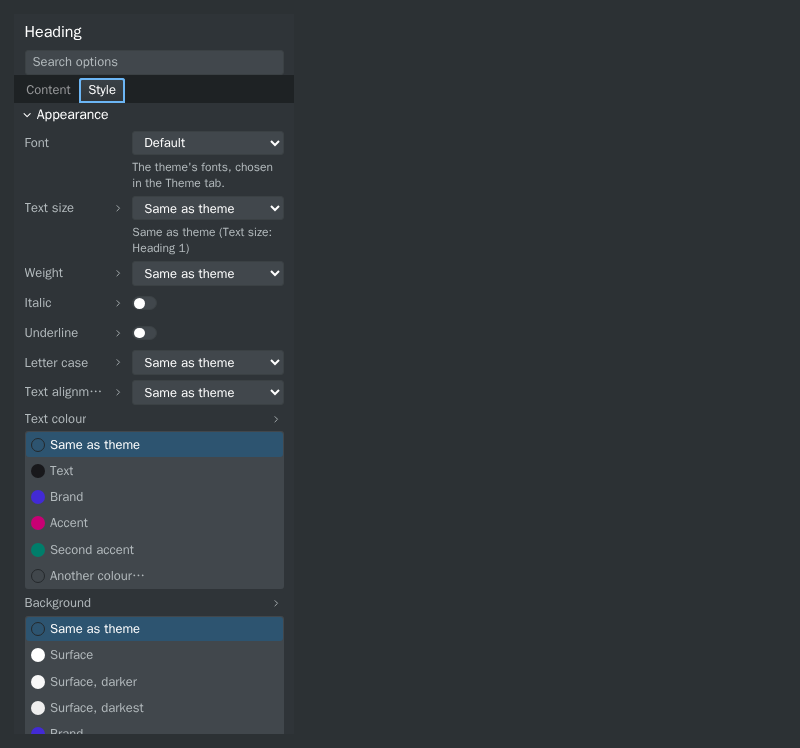 Heading
Search options
Content Style
Appearance
Font Default
The theme's fonts, chosen
in the Theme tab.
Text size Same as theme
Same as theme (Text size:
Heading 1)
Weight Same as theme
Italic
Underline
Letter case Same as theme
Text alignm··· Same as theme
Text colour
Same as theme
Text
Brand
Accent
Second accent
Another colour···
Background
Same as theme
Surface
Surface, darker
Surface, darkest
Brand